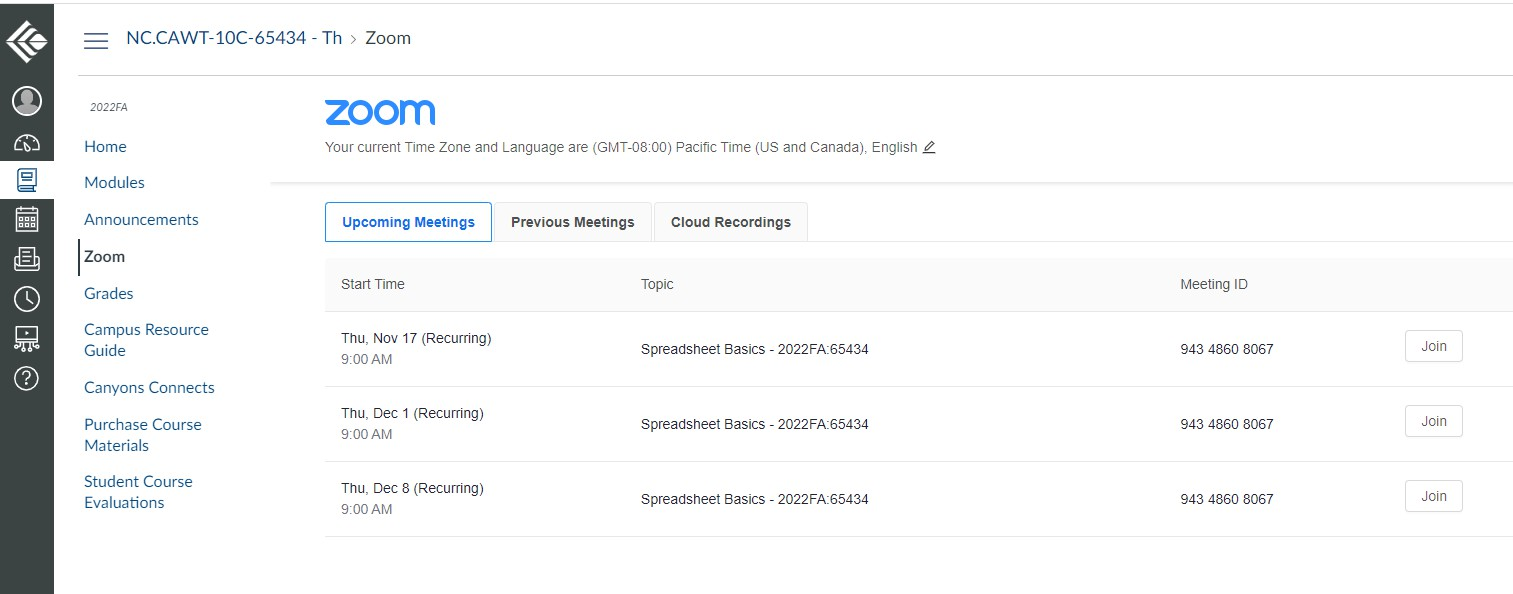 NC.CAWT-10C-65434 - Th > Zoom
2022FA
Home
Modules
Announcements
Zoom
Grades
Campus Resource
Guide
Canyons Connects
Purchase Course
Materials
Student Course
Evaluations
zoom
Your current Time Zone and Language are (GMT-08:00) Pacific Time (US and Canada), English
Upcoming Meetings Previous Meetings Cloud Recordings
Start Time Topic Meeting ID
Thu, Nov 17 (Recurring)
9:00 AM
Spreadsheet Basics - 2022FA:65434 943 4860 8067 Join
Thu, Dec 1 (Recurring)
9:00 AM
Spreadsheet Basics - 2022FA:65434 943 4860 8067 Join
Thu, Dec 8 (Recurring)
9:00 AM
Spreadsheet Basics - 2022FA:65434 943 4860 8067 Join